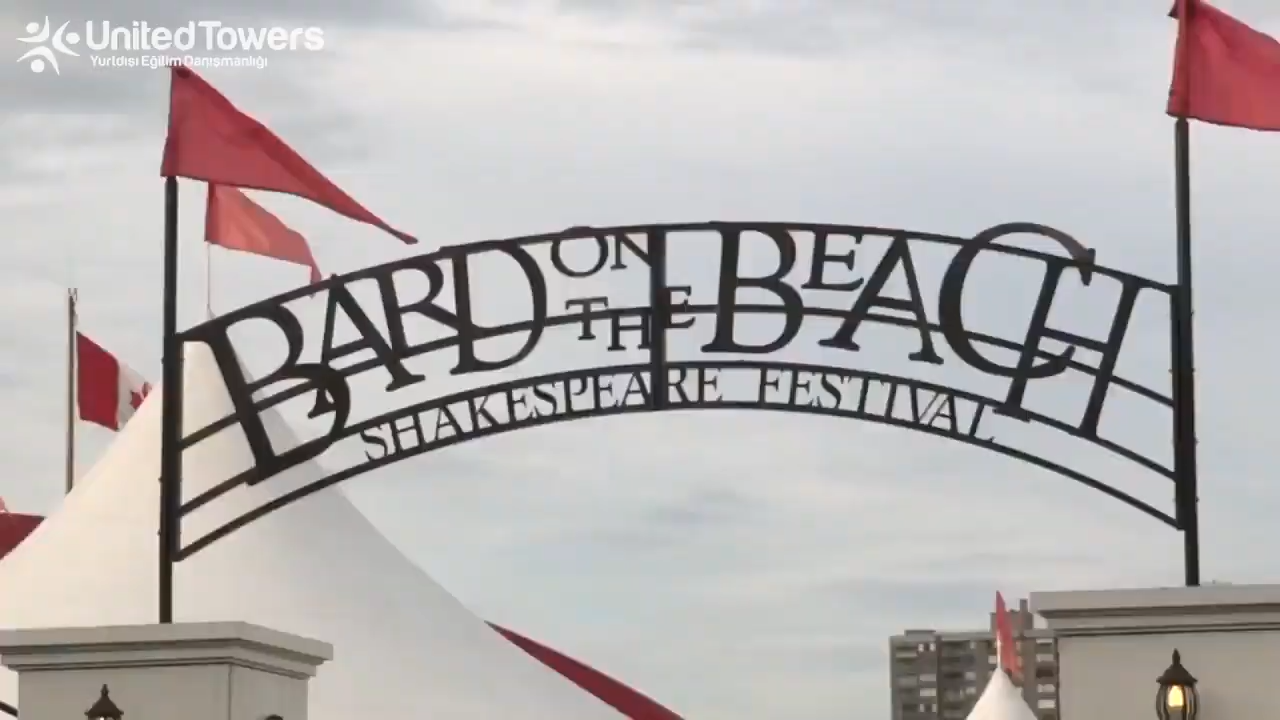 United Towers
Yurtdışı Eğitim Danışmanlığı
BARD ON THE BEACH
SHAKESPEARE FESTIVAL